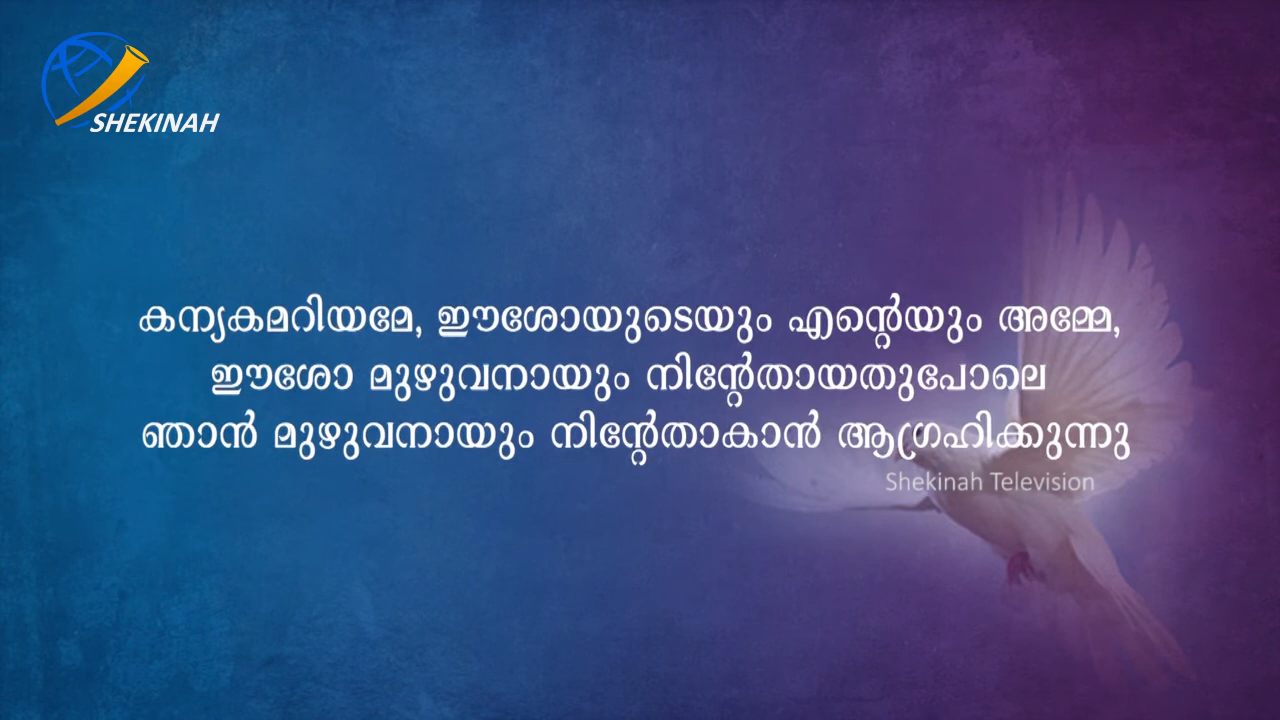 SHEKINAH
കന്യകമറിയമേ, ഈശോയുടെയും എന്റെയും അമ്മേ,
ഈശോ മുഴുവനായും നിന്റേതായതുപോലെ
ഞാൻ മുഴുവനായും നിന്റേതാകാൻ ആഗ്രഹിക്കുന്നു
Shekinah Television